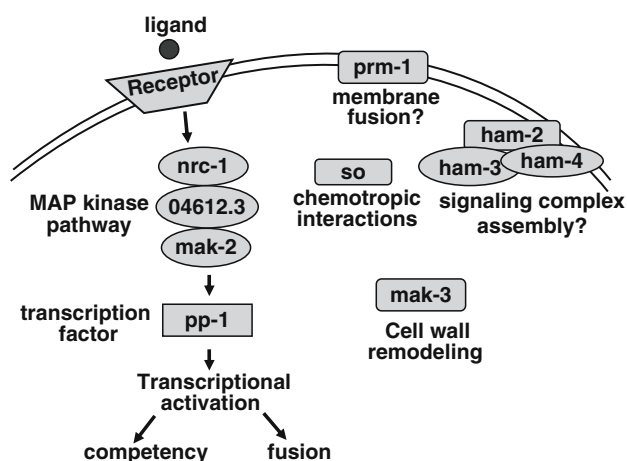 ligand
Receptor
prm-1
membrane
fusion?
ham-2
ham-3
ham-4
signaling complex
assembly?
nrc-1
04612.3
mak-2
MAP kinase
pathway
so
chemotropic
interactions
mak-3
Cell wall
remodeling
transcription
factor
pp-1
Transcriptional
activation
competency
fusion